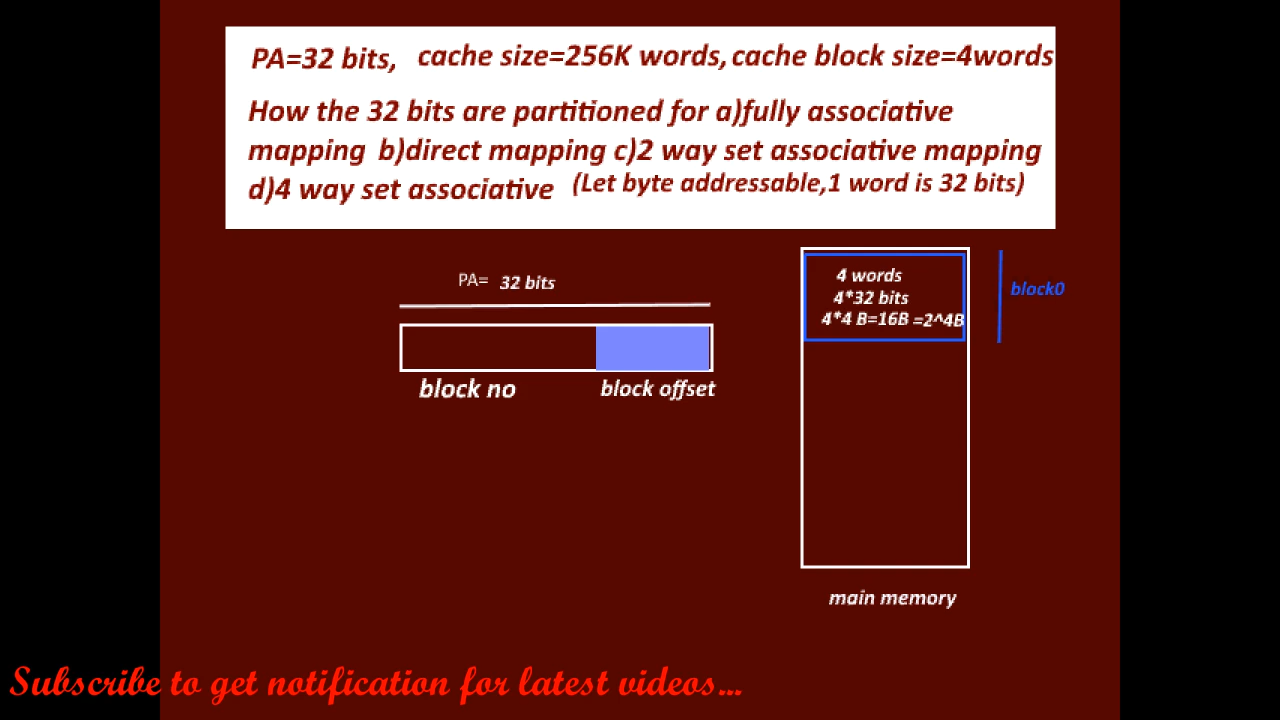 PA=32 bits, cache size=256K words, cache block size=4words
How the 32 bits are partitioned for a)fully associative
mapping b)direct mapping c)2 way set associative mapping
d)4 way set associative (Let byte addressable,1 word is 32 bits)
PA= 32 bits
block no block offset
4 words
4*32 bits
4*4 B=16B =2^4B
block0
main memory
Subscribe to get notification for latest videos...